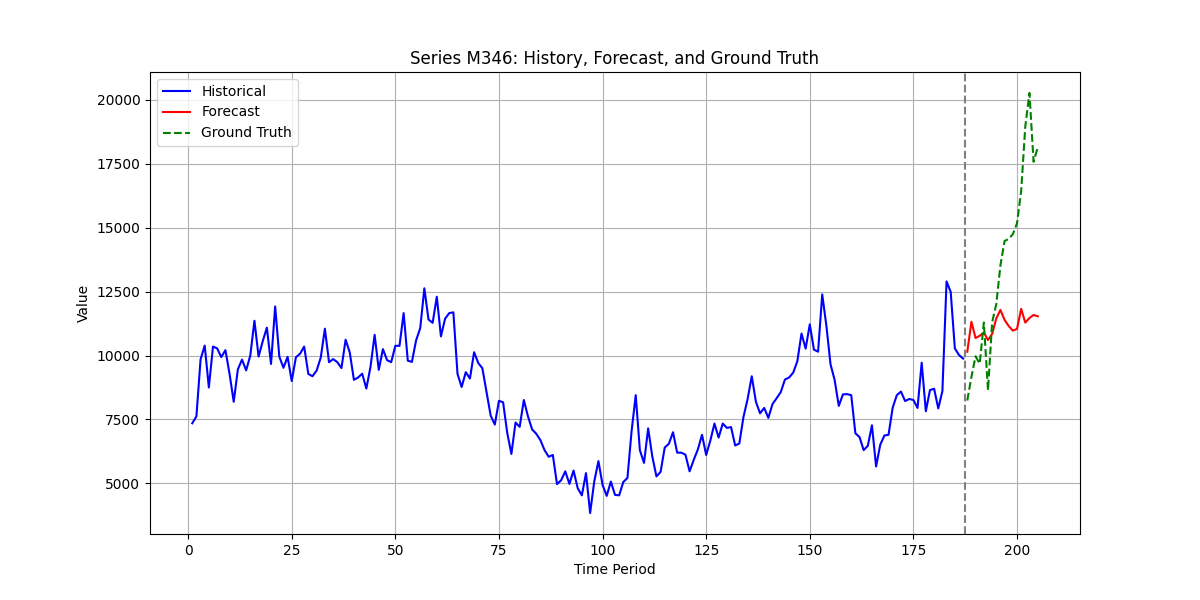 Series M346: History, Forecast, and Ground Truth
Historical
Forecast
Ground Truth
20000
17500
15000
12500
10000
7500
5000
Value
0 25 50 75 100 125 150 175 200
Time Period